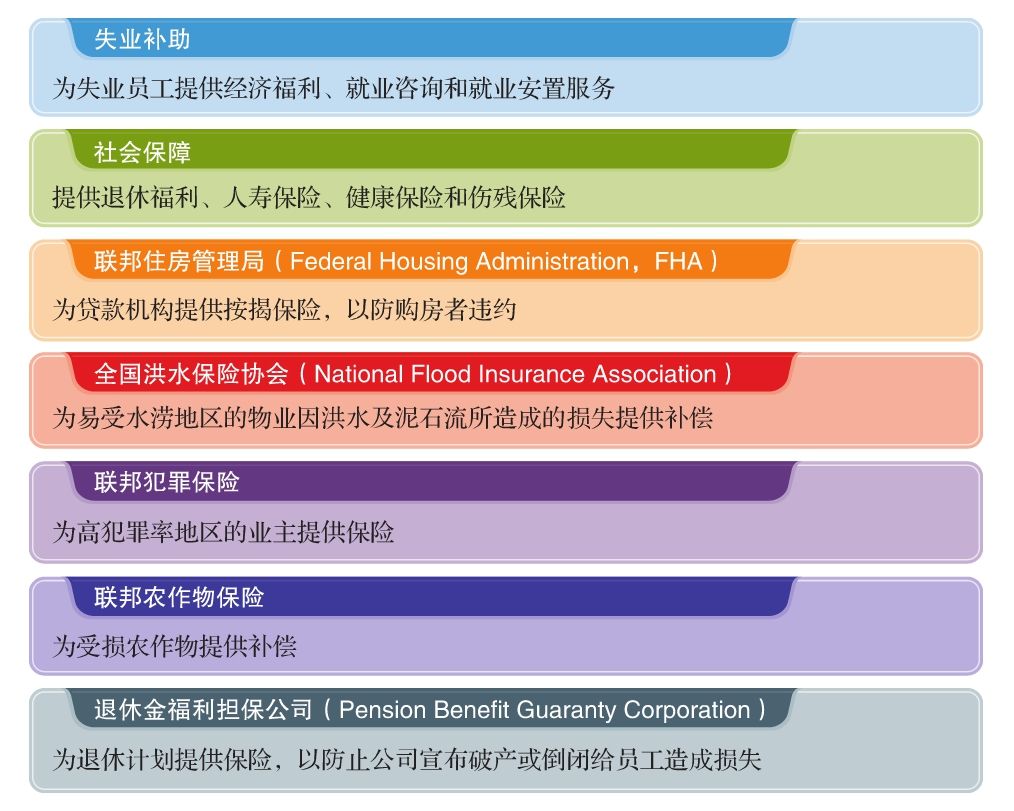 失业补助
为失业员工提供经济福利、就业咨询和就业安置服务
社会保障
提供退休福利、人寿保险、健康保险和伤残保险
联邦住房管理局（Federal Housing Administration，FHA）
为贷款机构提供按揭保险，以防购房者违约
全国洪水保险协会（National Flood Insurance Association）
为易受水涝地区的物业因洪水及泥石流所造成的损失提供补偿
联邦犯罪保险
为高犯罪率地区的业主提供保险
联邦农作物保险
为受损农作物提供补偿
退休金福利担保公司（Pension Benefit Guaranty Corporation）
为退休计划提供保险，以防止公司宣布破产或倒闭给员工造成损失